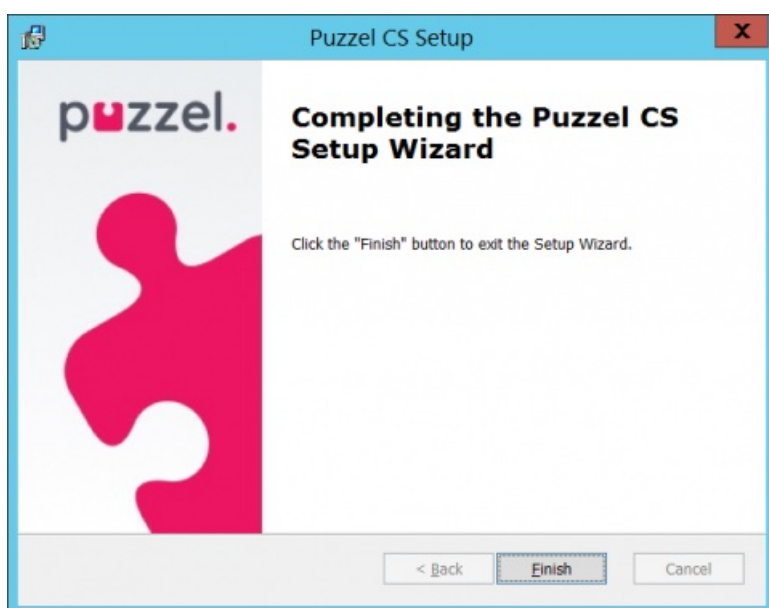 Puzzel CS Setup
X
puzzel.
Completing the Puzzel CS
Setup Wizard
Click the "Finish" button to exit the Setup Wizard.
< Back
Finish
Cancel